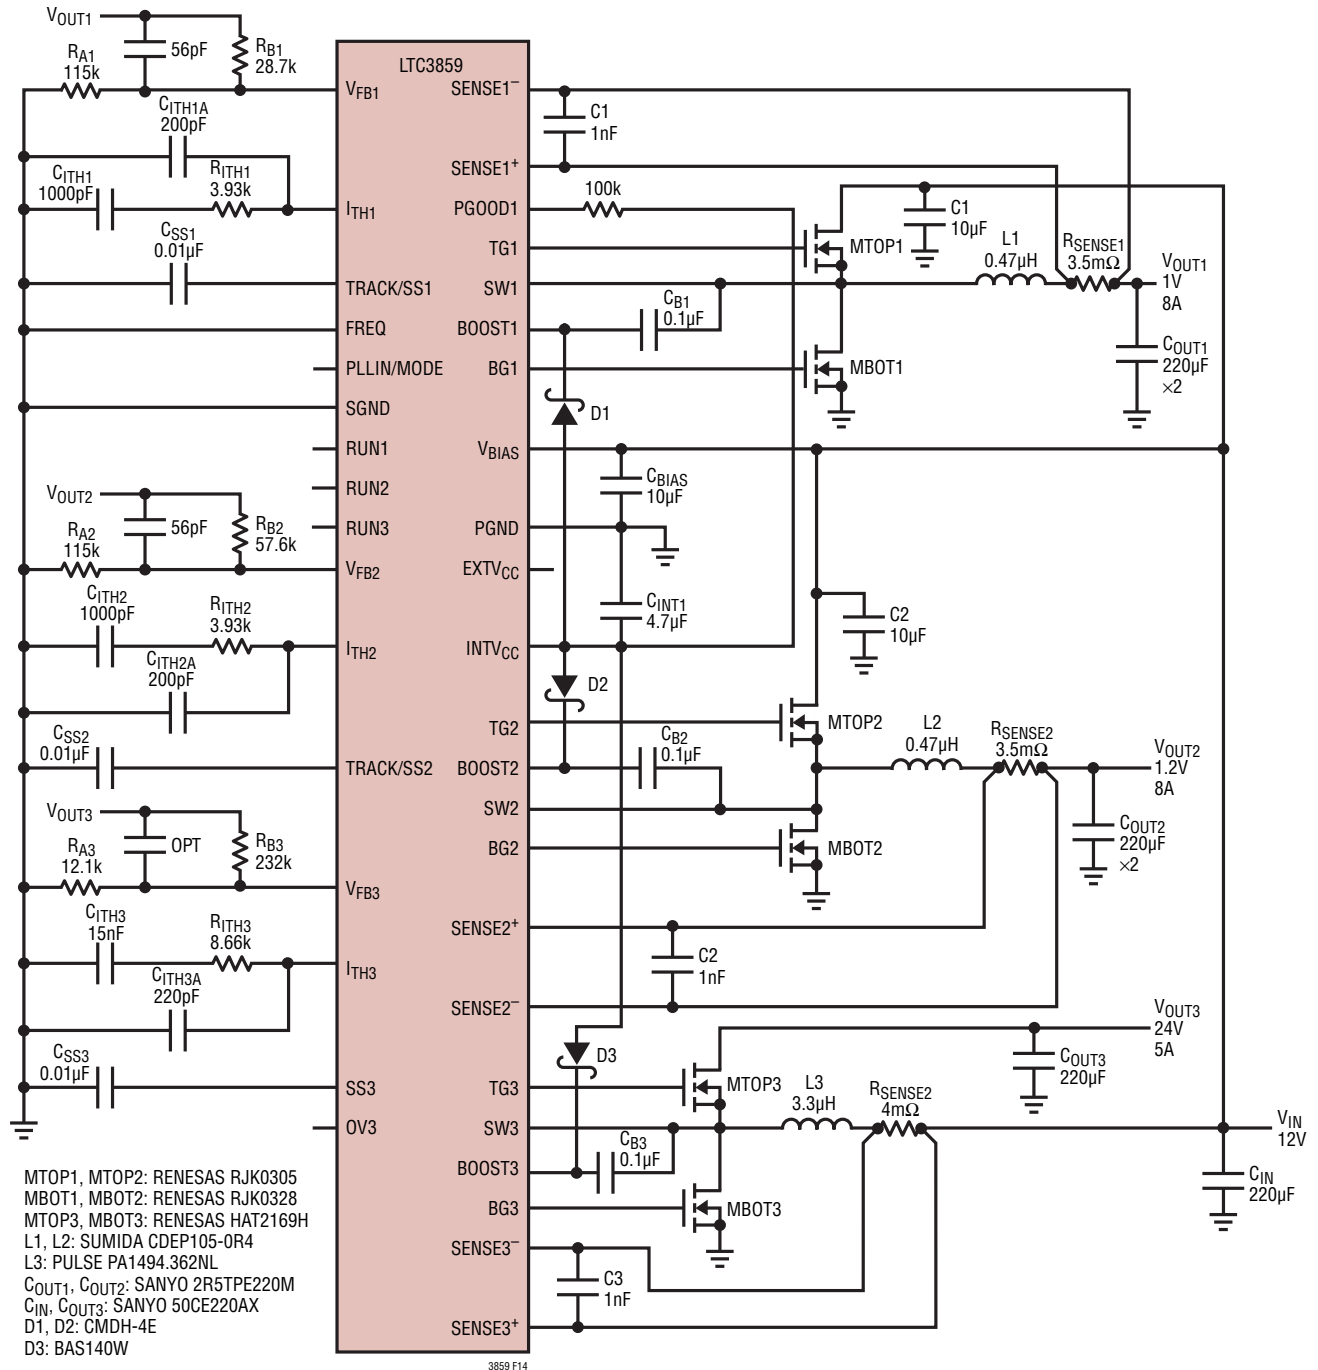 VOUT1
RA1
115k
56pF
RB1
28.7k
CITH1A
200pF
CITH1
1000pF
RITH1
3.93k
CSS1
0.01µF
VOUT2
RA2
115k
56pF
RB2
57.6k
CITH2
1000pF
RITH2
3.93k
CITH2A
200pF
CSS2
0.01µF
VOUT3
RA3
12.1k
OPT
RB3
232k
CITH3
15nF
RITH3
8.66k
CITH3A
220pF
CSS3
0.01µF
LTC3859
VFB1
ITH1
TRACK/SS1
FREQ
PLLIN/MODE
SGND
RUN1
RUN2
RUN3
VFB2
ITH2
TRACK/SS2
VFB3
ITH3
SS3
OV3
SENSE1–
SENSE1+
PGOOD1
TG1
SW1
BOOST1
BG1
VBIAS
PGND
EXTVCC
INTVCC
TG2
BOOST2
SW2
BG2
SENSE2+
SENSE2–
TG3
SW3
BOOST3
BG3
SENSE3–
SENSE3+
C1
1nF
100k
MTOP1
C1
10µF
L1
0.47µH
RSENSE1
3.5mΩ
VOUT1
1V
8A
CB1
0.1µF
MBOT1
COUT1
220µF
×2
D1
CBIAS
10µF
CINT1
4.7µF
C2
10µF
D2
MTOP2
L2
0.47µH
RSENSE2
3.5mΩ
VOUT2
1.2V
8A
CB2
0.1µF
MBOT2
COUT2
220µF
×2
C2
1nF
VOUT3
24V
5A
D3
MTOP3
L3
3.3µH
RSENSE2
4mΩ
COUT3
220µF
VIN
12V
CB3
0.1µF
MBOT3
CIN
220µF
C3
1nF
MTOP1, MTOP2: RENESAS RJK0305
MBOT1, MBOT2: RENESAS RJK0328
MTOP3, MBOT3: RENESAS HAT2169H
L1, L2: SUMIDA CDEP105-0R4
L3: PULSE PA1494.362NL
COUT1, COUT2: SANYO 2R5TPE220M
CIN, COUT3: SANYO 50CE220AX
D1, D2: CMDH-4E
D3: BAS140W
3859 F14